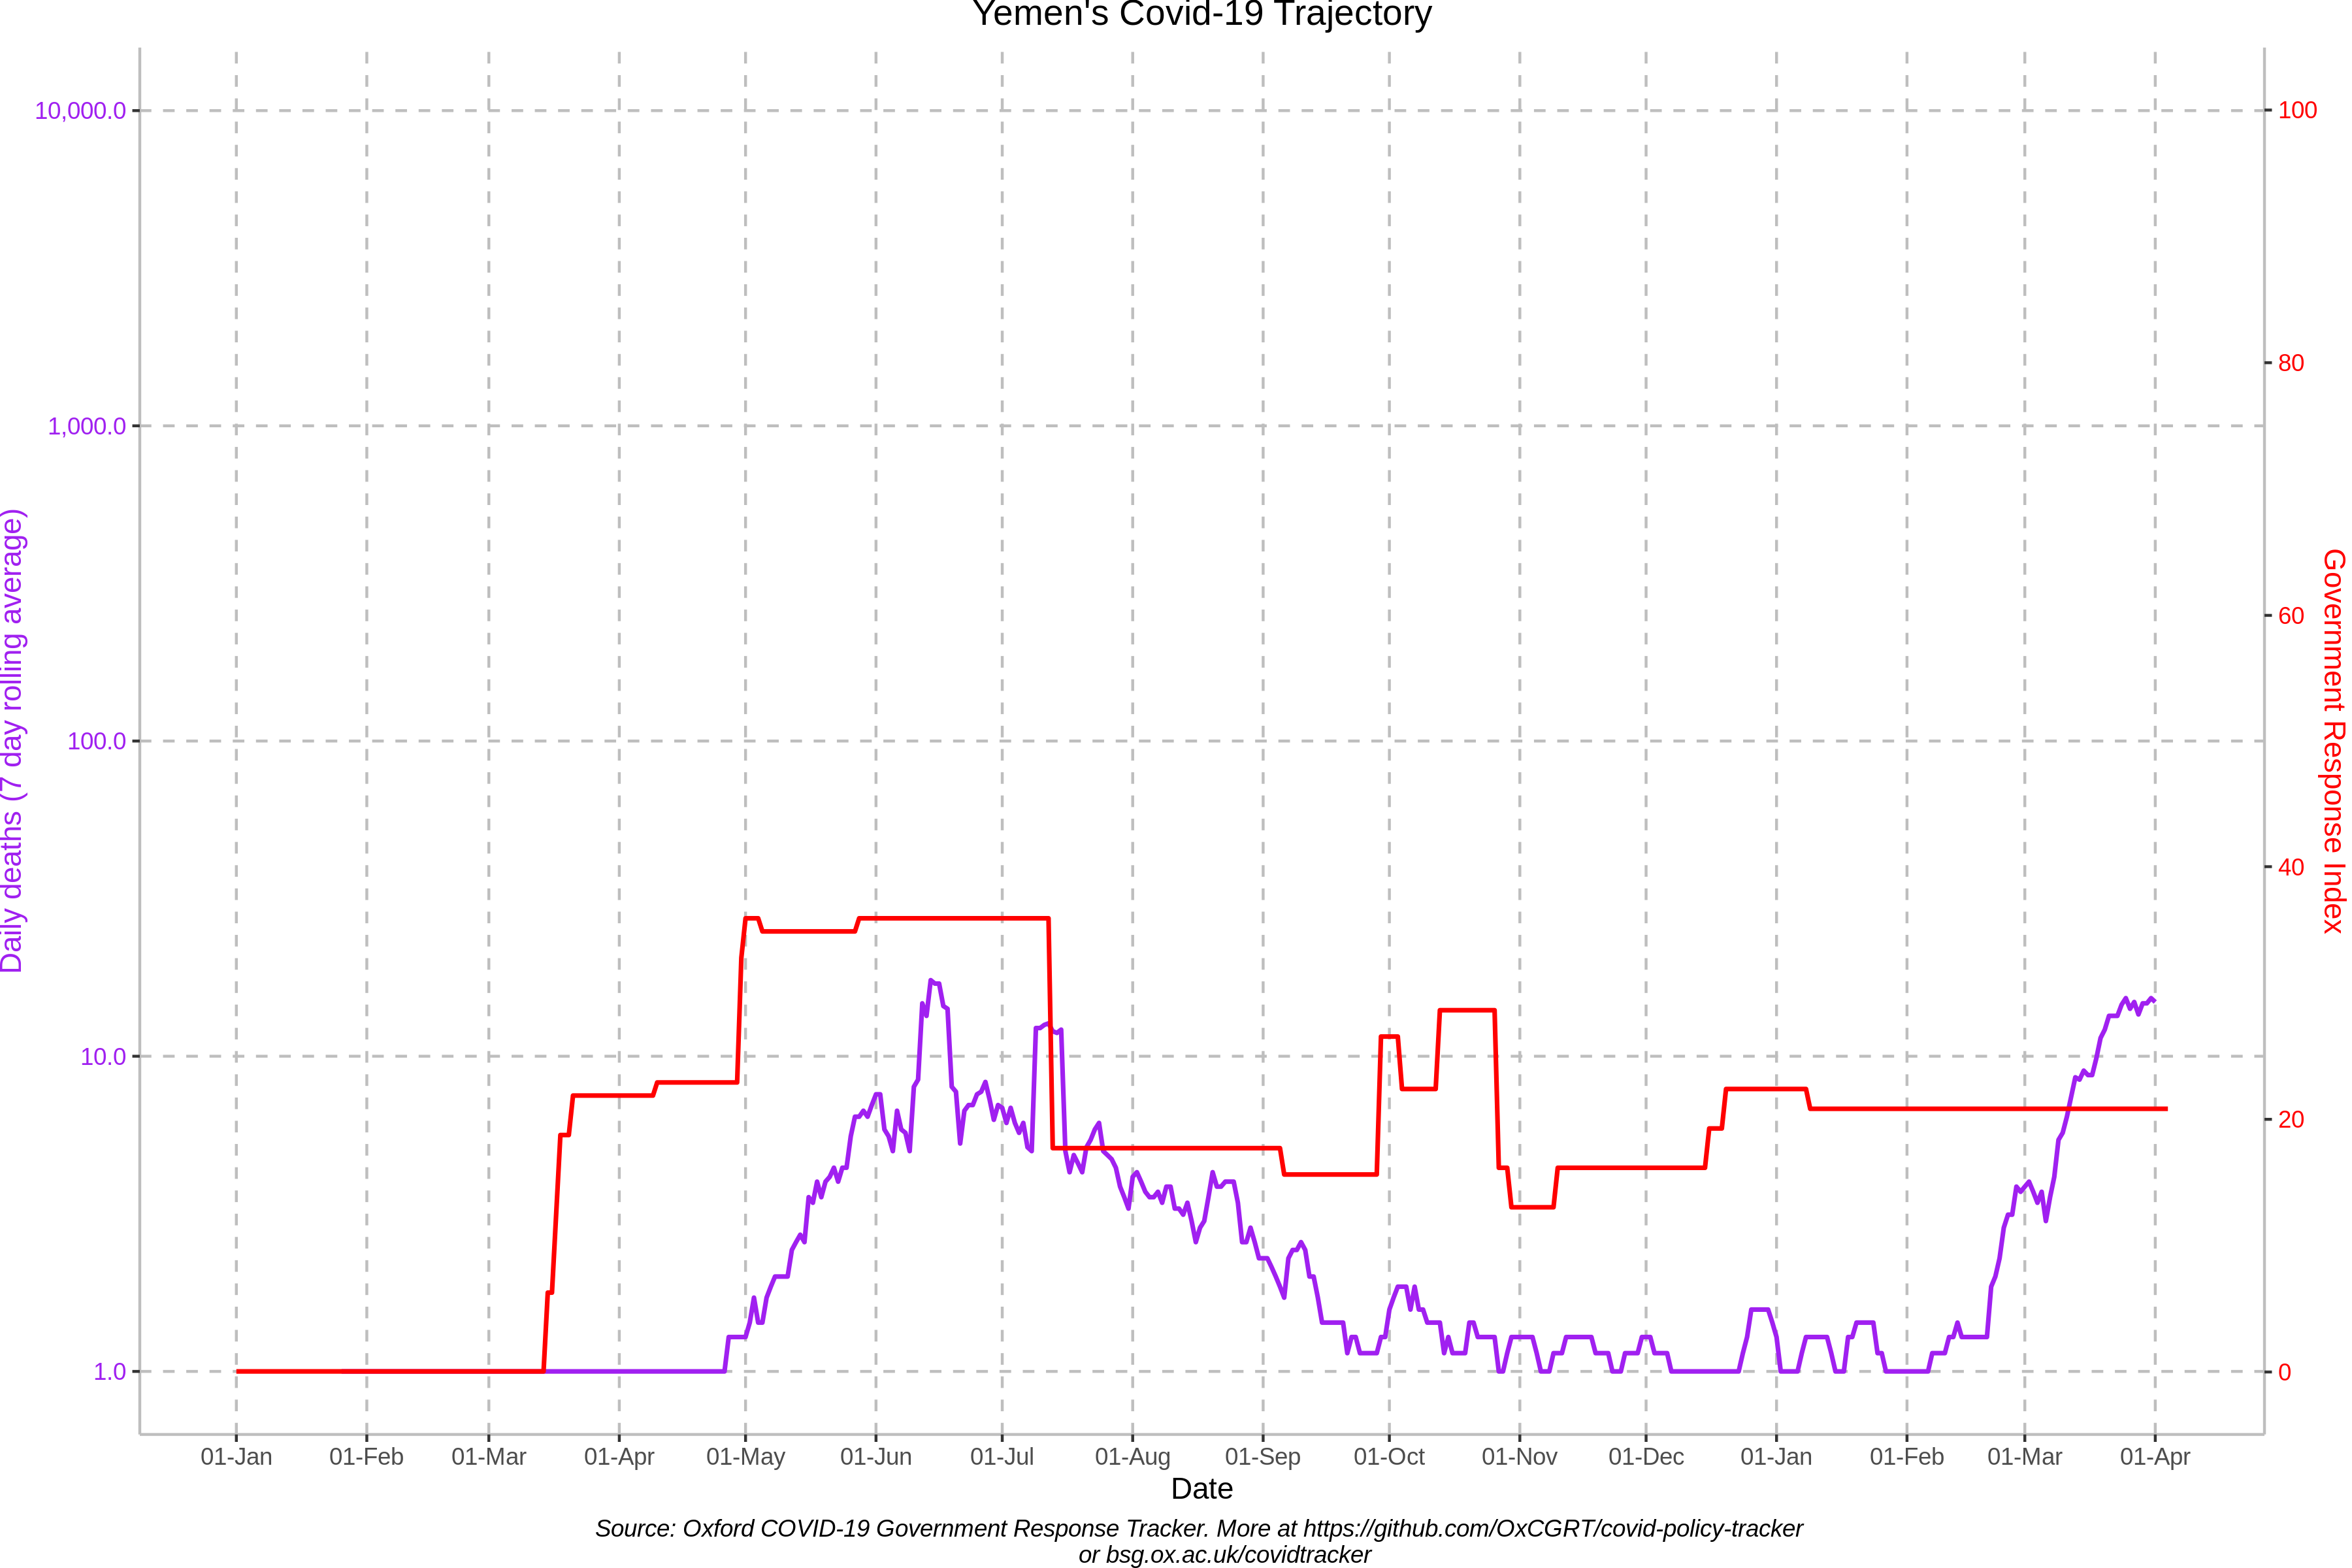 Yemen's Covid-19 Trajectory
10,000.0
1,000.0
100.0
10.0
1.0
Daily deaths (7 day rolling average)
100
80
60
40
20
0
Government Response Index
01-Jan 01-Feb 01-Mar 01-Apr 01-May 01-Jun 01-Jul 01-Aug 01-Sep 01-Oct 01-Nov 01-Dec 01-Jan 01-Feb 01-Mar 01-Apr
Date
Source: Oxford COVID-19 Government Response Tracker. More at https://github.com/OxCGRT/covid-policy-tracker
or bsg.ox.ac.uk/covidtracker